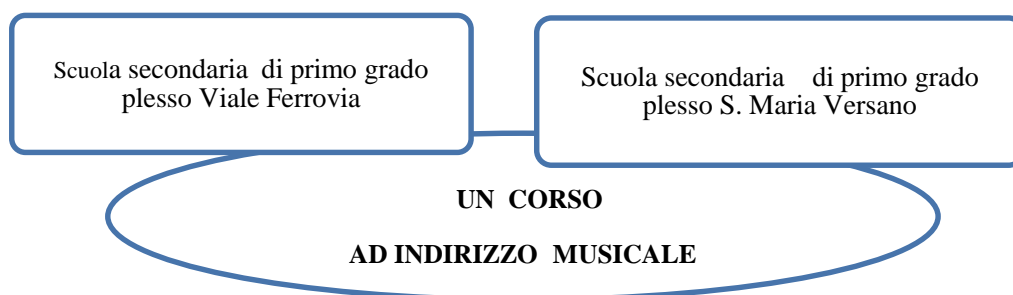 Scuola secondaria di primo grado
plesso Viale Ferrovia
Scuola secondaria di primo grado
plesso S. Maria Versano
UN CORSO
AD INDIRIZZO MUSICALE